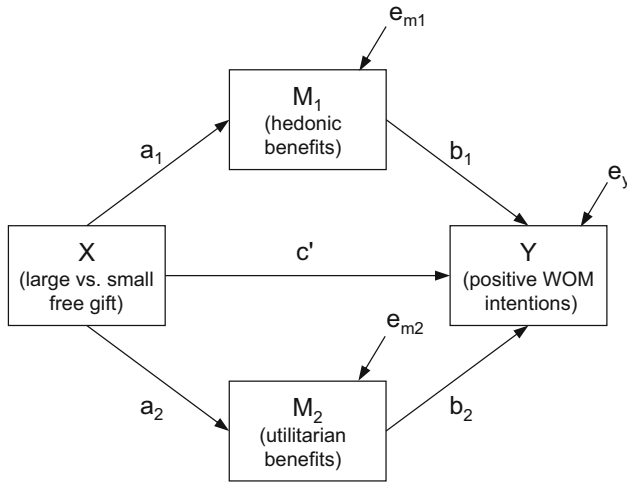 e_m1
M_1
(hedonic
benefits)
a_1
b_1
e_y
X
(large vs. small
free gift)
c'
Y
(positive WOM
intentions)
e_m2
a_2
M_2
(utilitarian
benefits)
b_2